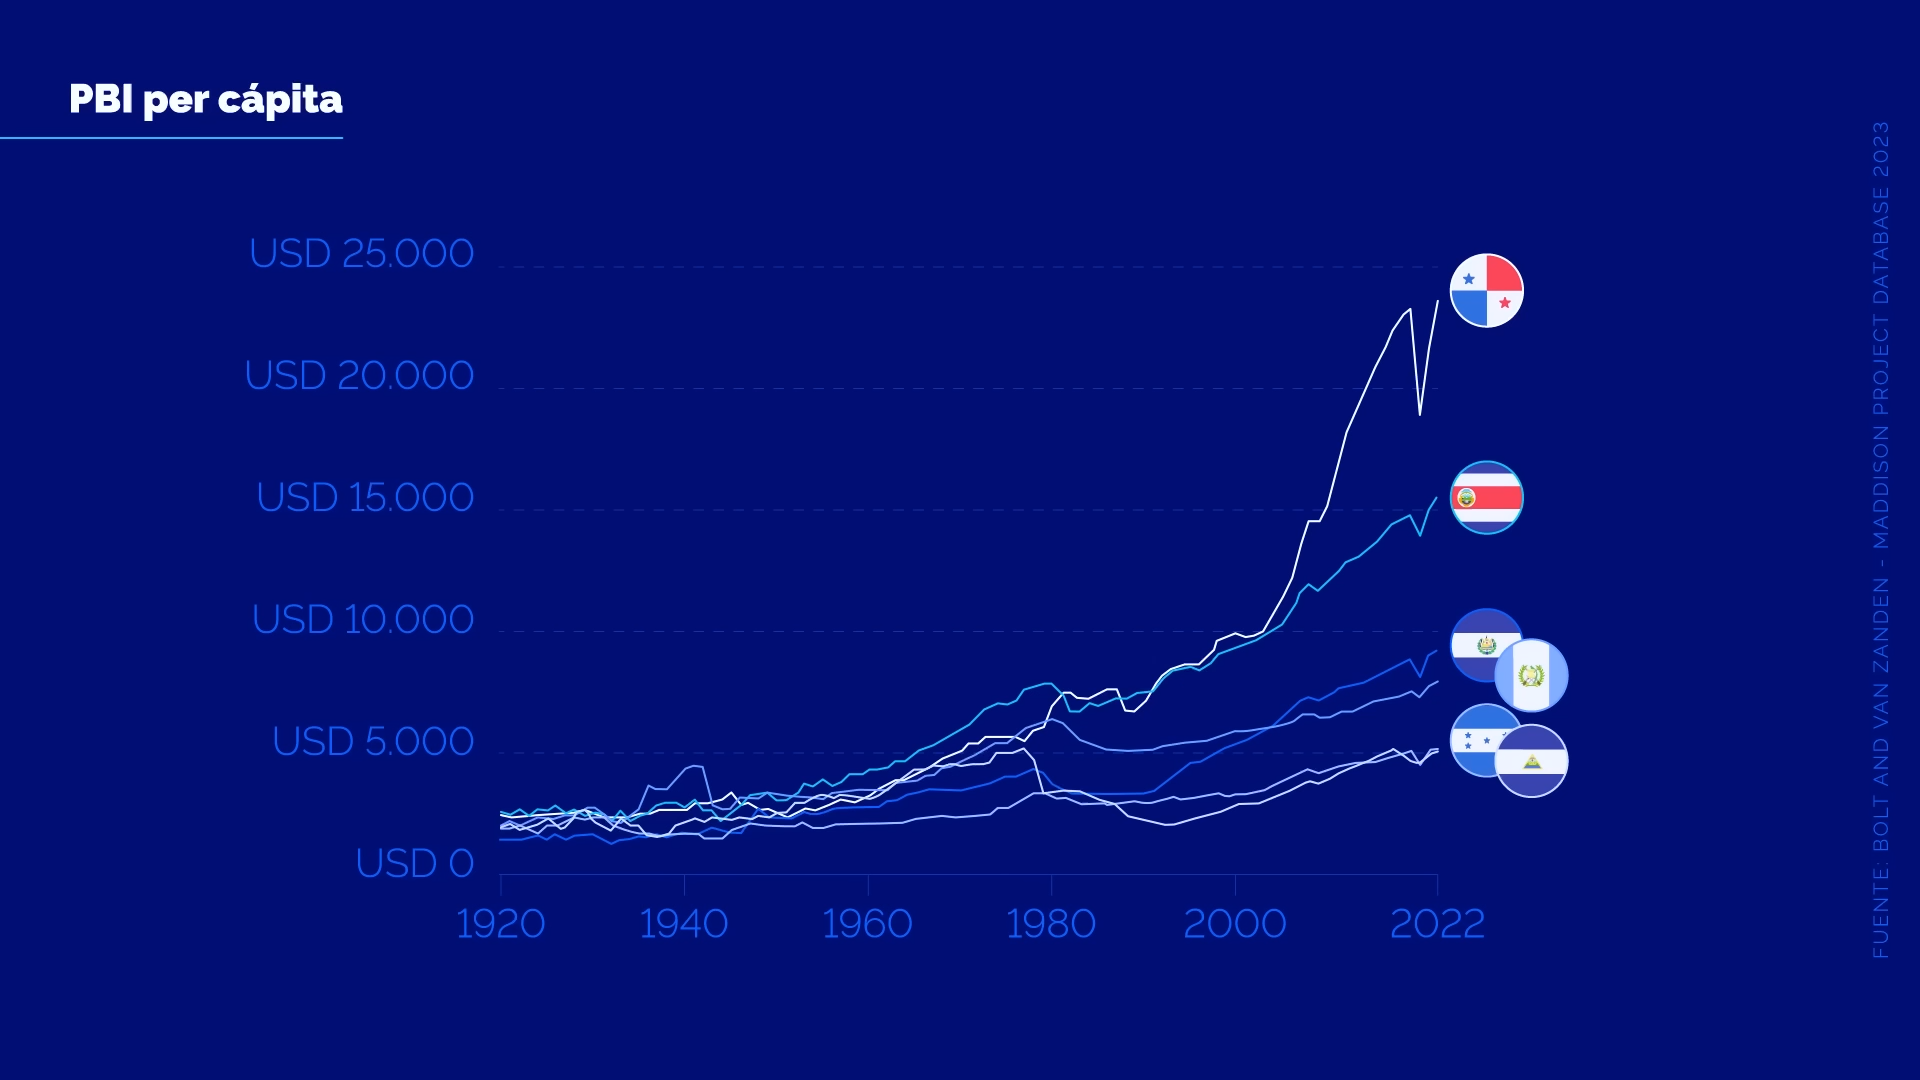 PBI per cápita
USD 25.000
USD 20.000
USD 15.000
USD 10.000
USD 5.000
USD 0
1920
1940
1960
1980
2000
2022
FUENTE: BOLT AND VAN ZANDEN - MADDISON PROJECT DATABASE 2023